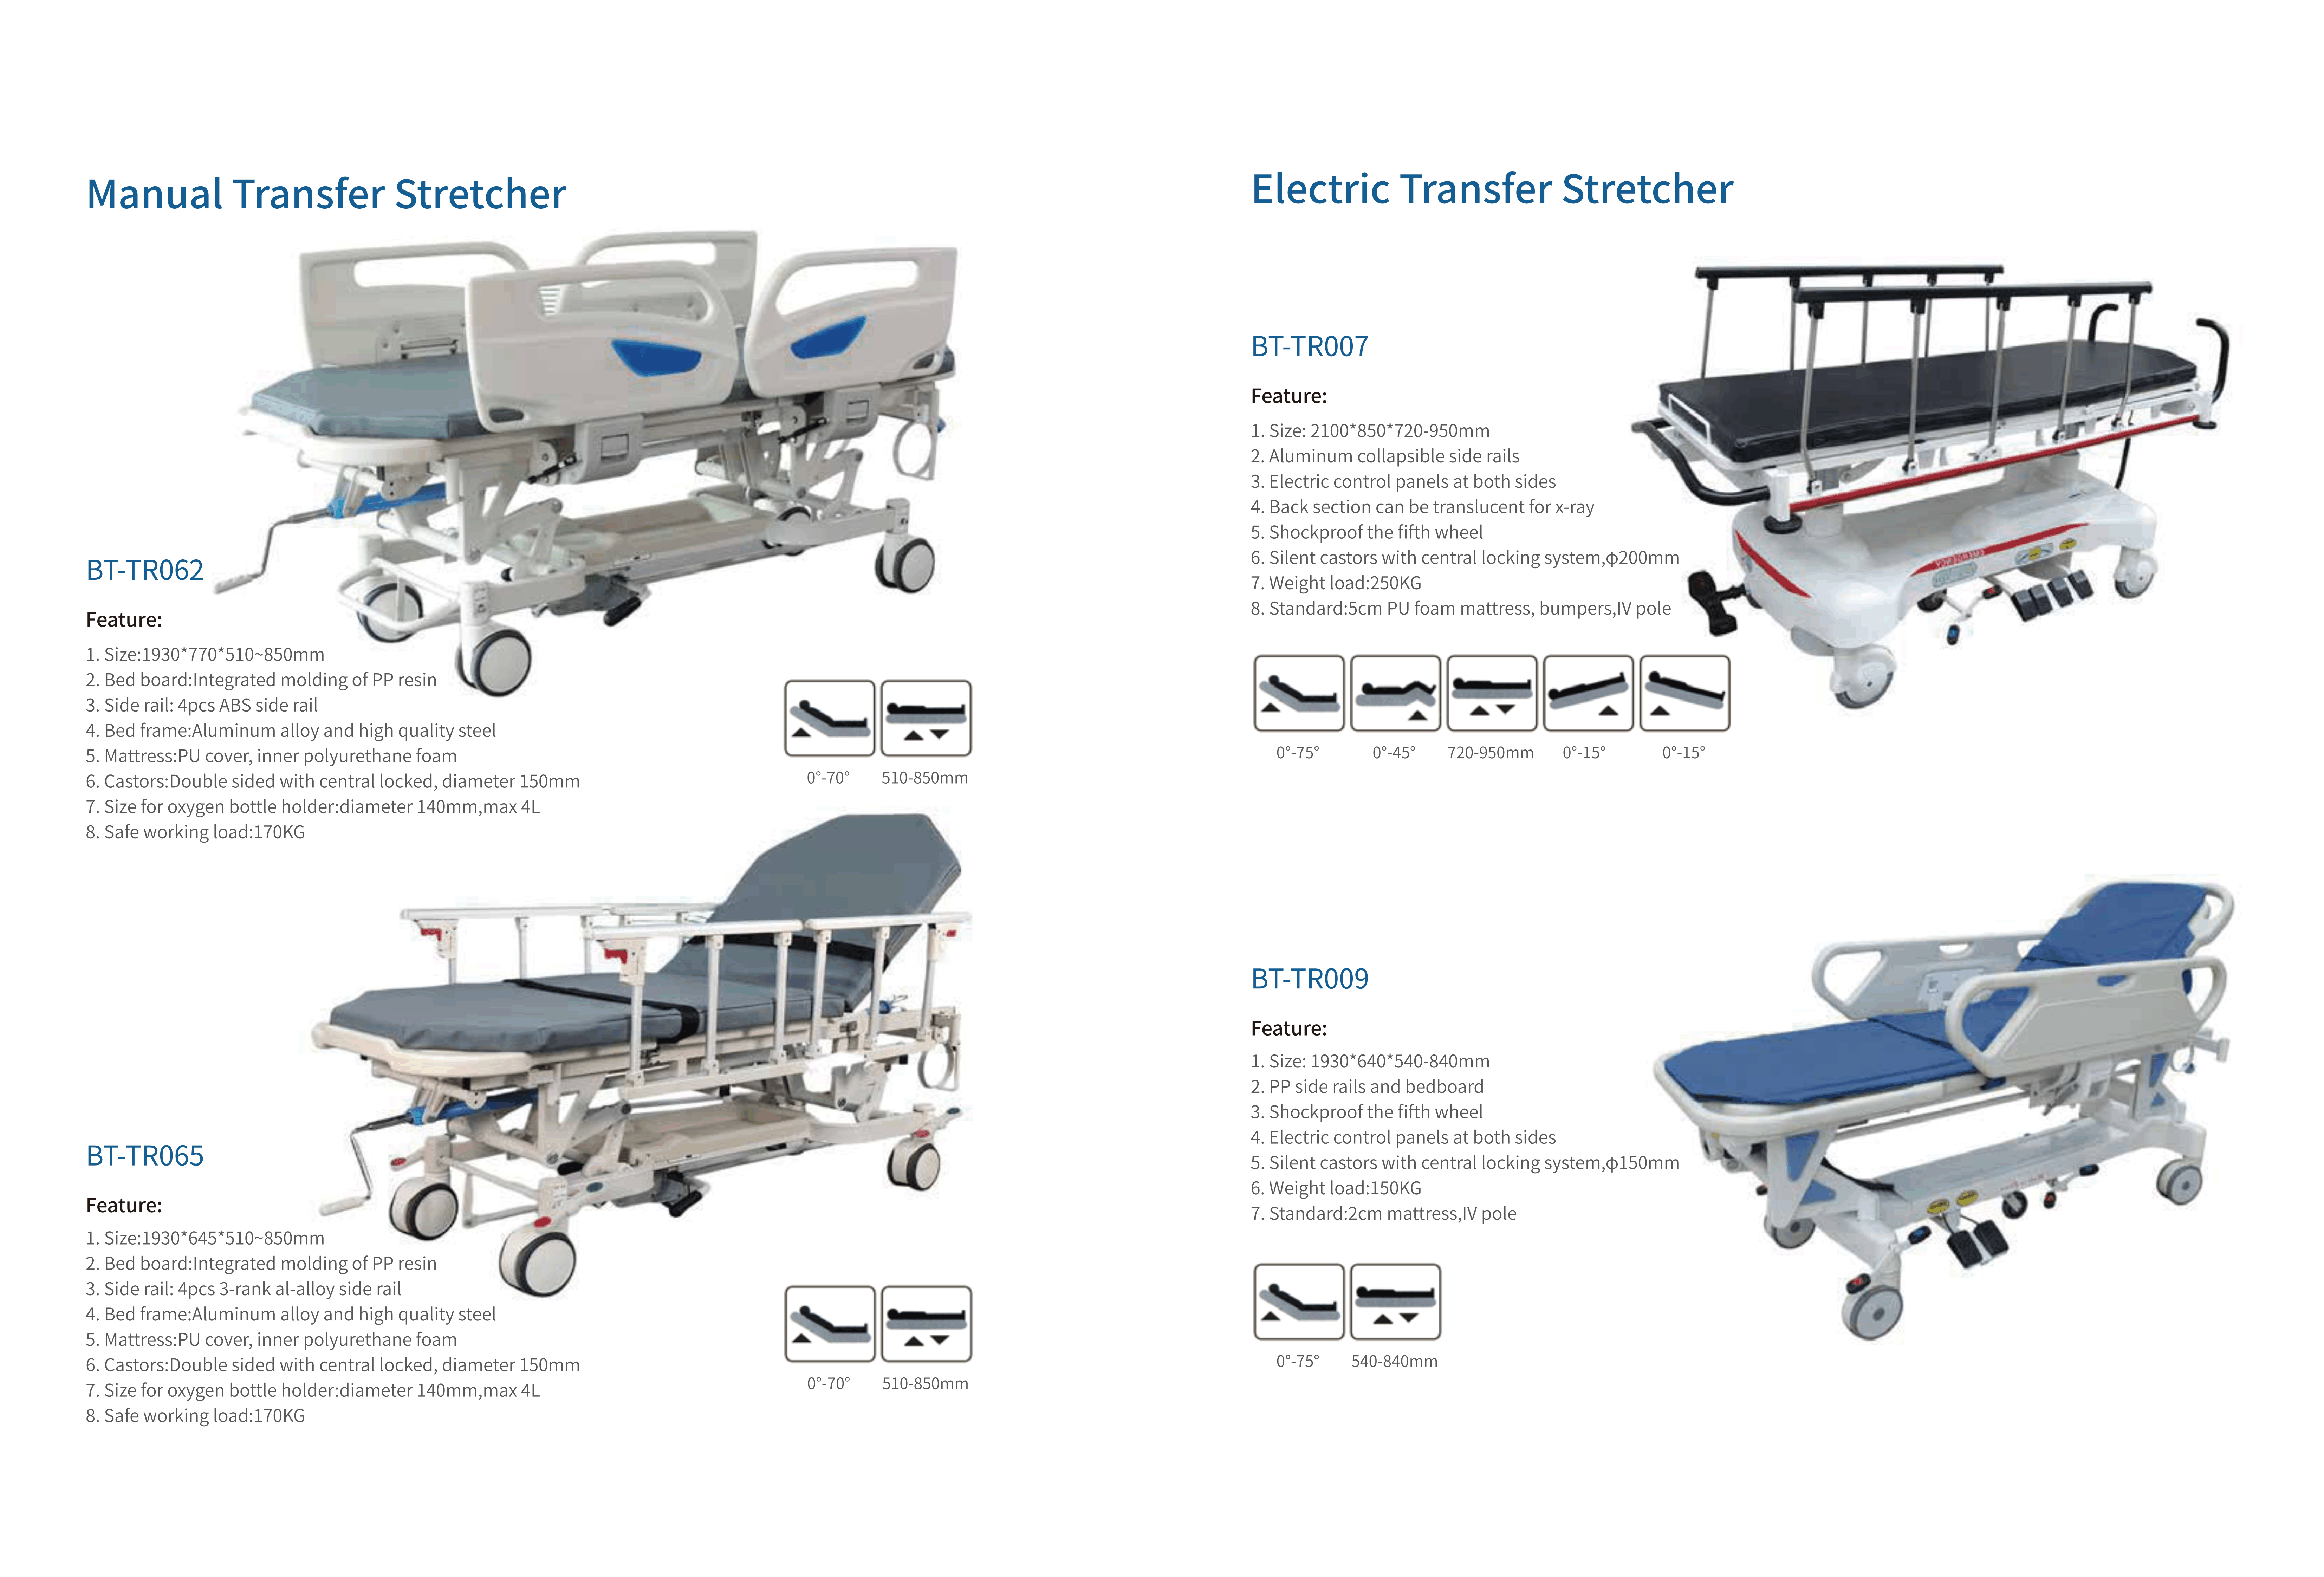 Manual Transfer Stretcher
BT-TR062
Feature:
1. Size:1930*770*510~850mm
2. Bed board:Integrated molding of PP resin
3. Side rail: 4pcs ABS side rail
4. Bed frame:Aluminum alloy and high quality steel
5. Mattress:PU cover, inner polyurethane foam
6. Castors:Double sided with central locked, diameter 150mm
7. Size for oxygen bottle holder:diameter 140mm,max 4L
8. Safe working load:170KG
0°-70° 510-850mm
BT-TR065
Feature:
1. Size:1930*645*510~850mm
2. Bed board:Integrated molding of PP resin
3. Side rail: 4pcs 3-rank al-alloy side rail
4. Bed frame:Aluminum alloy and high quality steel
5. Mattress:PU cover, inner polyurethane foam
6. Castors:Double sided with central locked, diameter 150mm
7. Size for oxygen bottle holder:diameter 140mm,max 4L
8. Safe working load:170KG
0°-70° 510-850mm
Electric Transfer Stretcher
BT-TR007
Feature:
1. Size: 2100*850*720-950mm
2. Aluminum collapsible side rails
3. Electric control panels at both sides
4. Back section can be translucent for x-ray
5. Shockproof the fifth wheel
6. Silent castors with central locking system,φ200mm
7. Weight load:250KG
8. Standard:5cm PU foam mattress, bumpers,IV pole
0°-75° 0°-45° 720-950mm 0°-15° 0°-15°
BT-TR009
Feature:
1. Size: 1930*640*540-840mm
2. PP side rails and bedboard
3. Shockproof the fifth wheel
4. Electric control panels at both sides
5. Silent castors with central locking system,φ150mm
6. Weight load:150KG
7. Standard:2cm mattress,IV pole
0°-75° 540-840mm